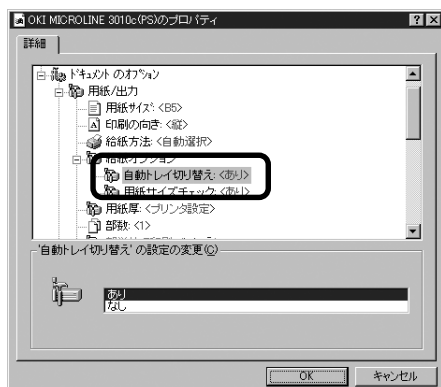 OKI MICROLINE 3010c(PS)のプロパティ
詳細
ドキュメント のオプション
用紙/出力
用紙サイズ: <B5>
印刷の向き: <縦>
給紙方法: <自動選択>
給紙オプション
自動トレイ切り替え: <あり>
用紙サイズチェック: <あり>
用紙厚: <プリンタ設定>
部数: <1>
'自動トレイ切り替え' の設定の変更(C)
あり
なし
OK
キャンセル